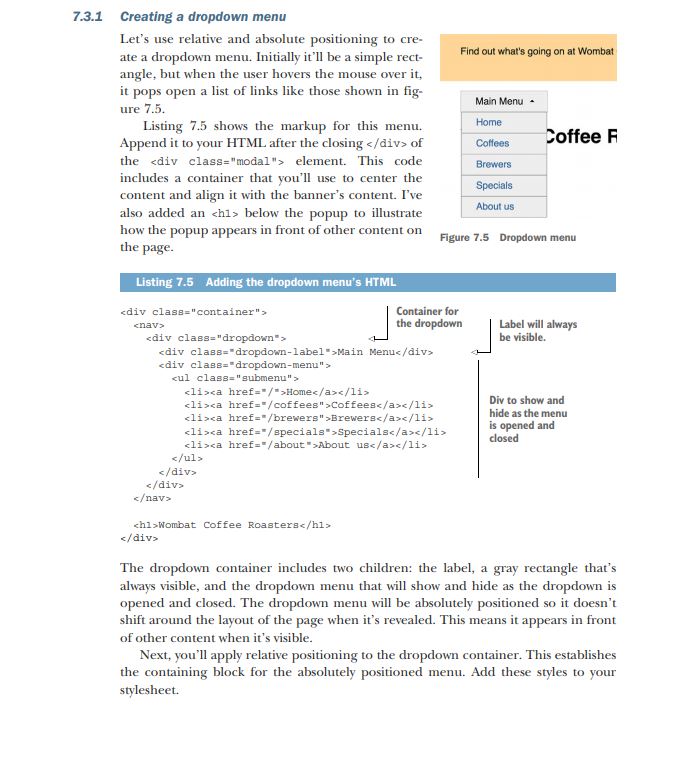 7.3.1 Creating a dropdown menu
Let's use relative and absolute positioning to cre-
ate a dropdown menu. Initially it'll be a simple rect-
angle, but when the user hovers the mouse over it,
it pops open a list of links like those shown in fig-
ure 7.5.
Listing 7.5 shows the markup for this menu.
Append it to your HTML after the closing </div> of
the <div class="modal"> element. This code
includes a container that you'll use to center the
content and align it with the banner's content. I've
also added an <h1> below the popup to illustrate
how the popup appears in front of other content on
the page.
Find out what's going on at Wombat
Main Menu
Home
Coffees
Brewers
Specials
About us
Coffee R
Figure 7.5 Dropdown menu
Listing 7.5 Adding the dropdown menu's HTML
<div class="container">
<nav>
<div class="dropdown">
<div class="dropdown-label">Main Menu</div>
<div class="dropdown-menu">
<ul class="submenu">
<li><a href="/">Home</a></li>
<li><a href="/coffees">Coffees</a></li>
<li><a href="/brewers">Brewers</a></li>
<li><a href="/specials">Specials</a></li>
<li><a href="/about">About us</a></li>
</ul>
</div>
</div>
</nav>
<h1>Wombat Coffee Roasters</h1>
</div>
Container for
the dropdown
Label will always
be visible.
Div to show and
hide as the menu
is opened and
closed
The dropdown container includes two children: the label, a gray rectangle that's
always visible, and the dropdown menu that will show and hide as the dropdown is
opened and closed. The dropdown menu will be absolutely positioned so it doesn't
shift around the layout of the page when it's revealed. This means it appears in front
of other content when it's visible.
Next, you'll apply relative positioning to the dropdown container. This establishes
the containing block for the absolutely positioned menu. Add these styles to your
stylesheet.